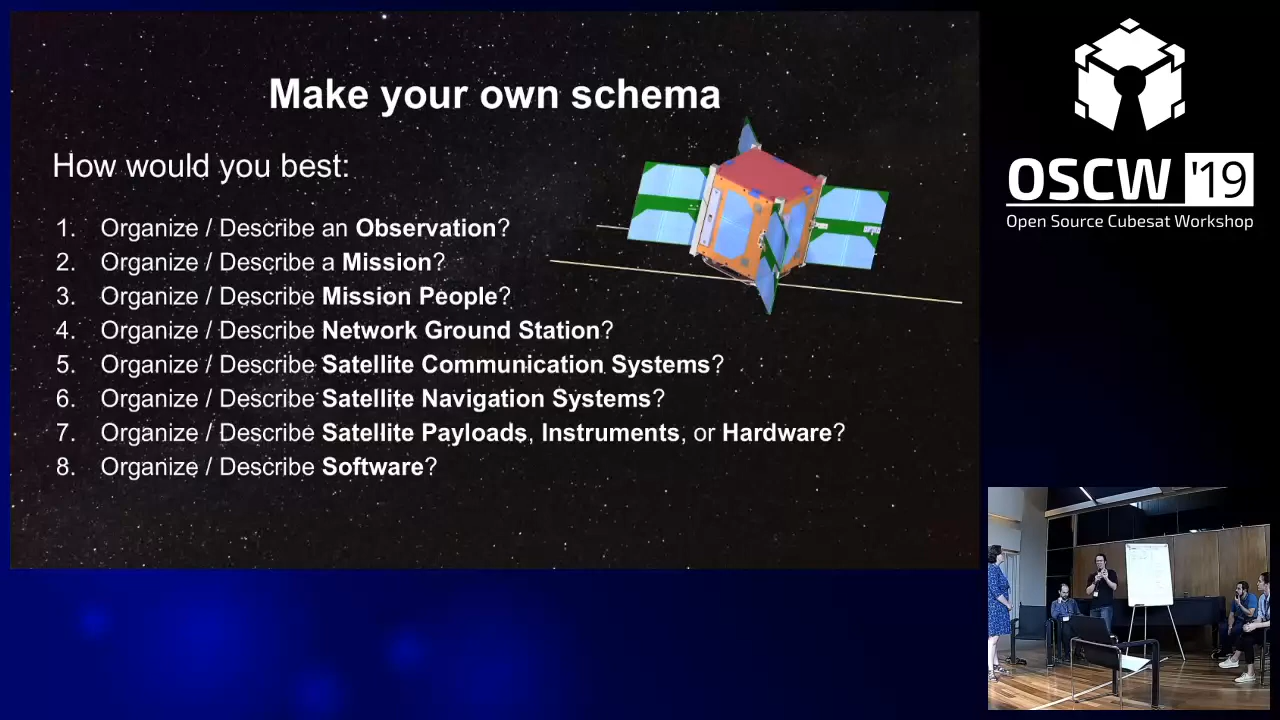 Make your own schema
How would you best:
1. Organize / Describe an Observation?
2. Organize / Describe a Mission?
3. Organize / Describe Mission People?
4. Organize / Describe Network Ground Station?
5. Organize / Describe Satellite Communication Systems?
6. Organize / Describe Satellite Navigation Systems?
7. Organize / Describe Satellite Payloads, Instruments, or Hardware?
8. Organize / Describe Software?
OSCW '19
Open Source Cubesat Workshop